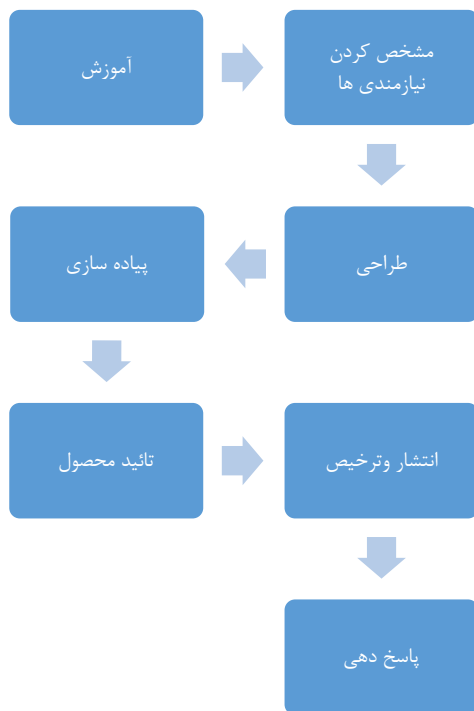 آموزش
مشخص کردن
نیازمندی ها
طراحی
پیاده سازی
تائید محصول
انتشار وترخیص
پاسخ دهی